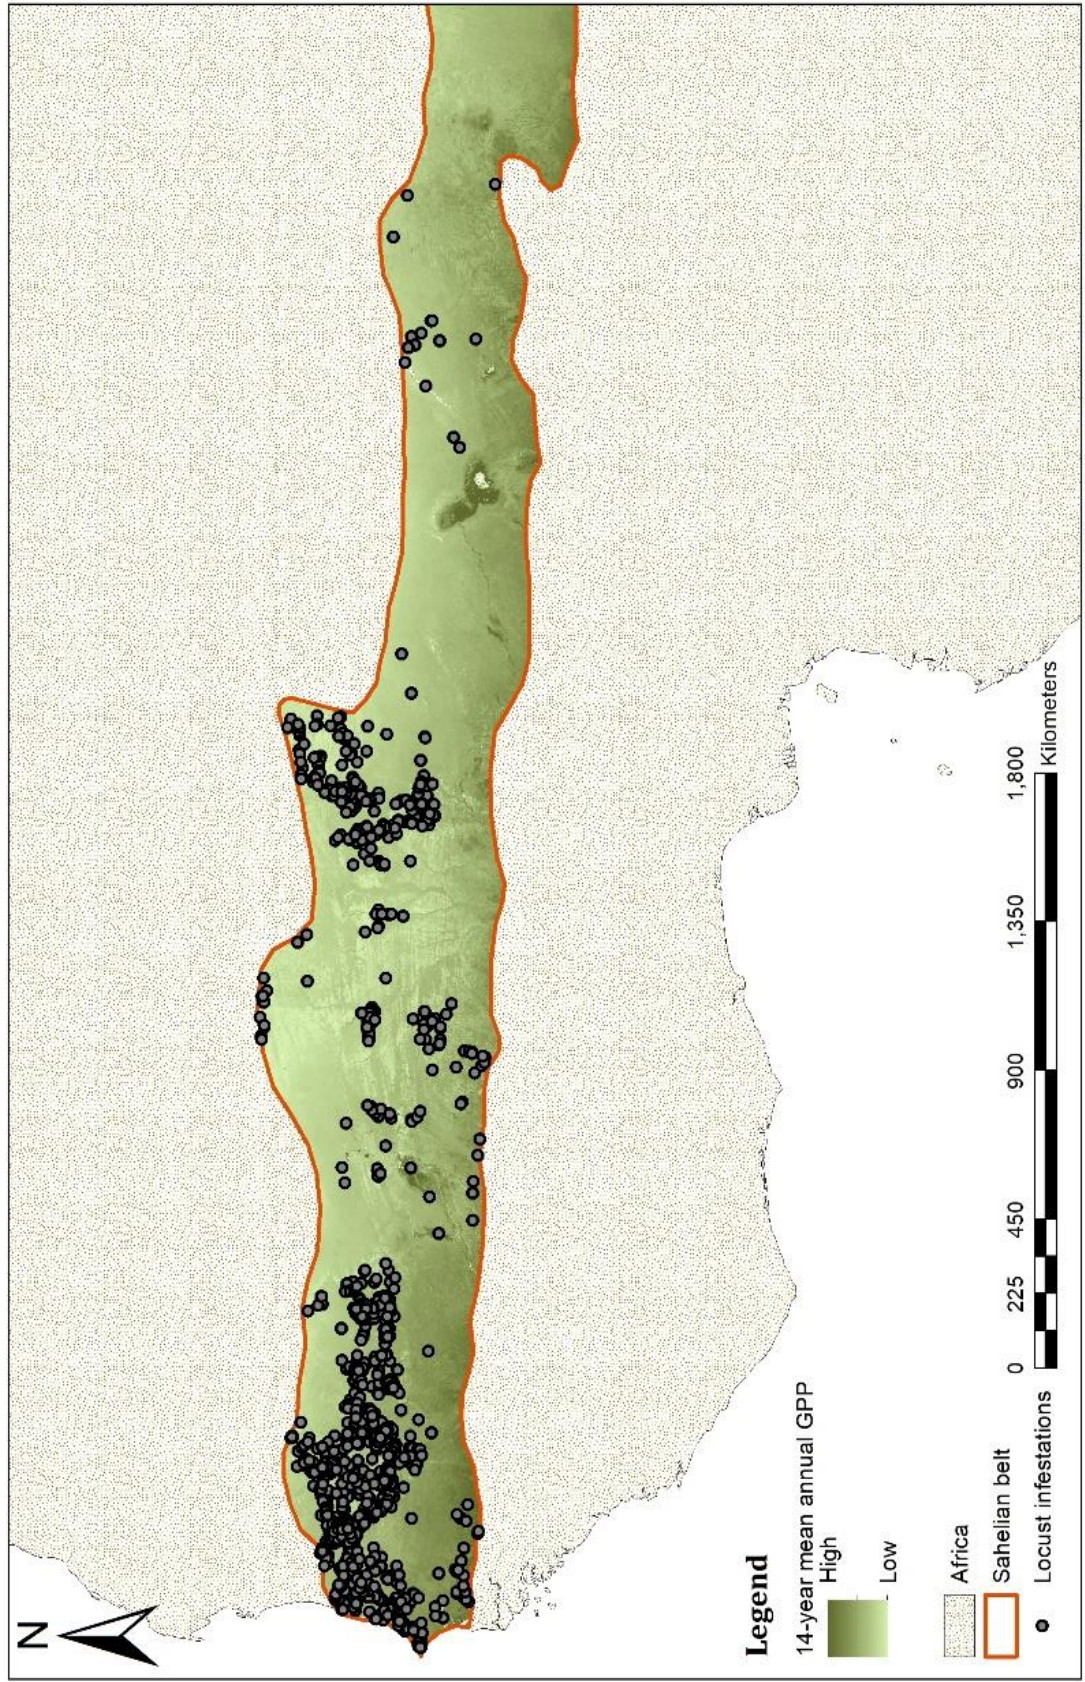 N
Legend
14-year mean annual GPP
High
Low
Africa
Sahelian belt
Locust infestations
0 225 450 900 1,350 1,800
Kilometers